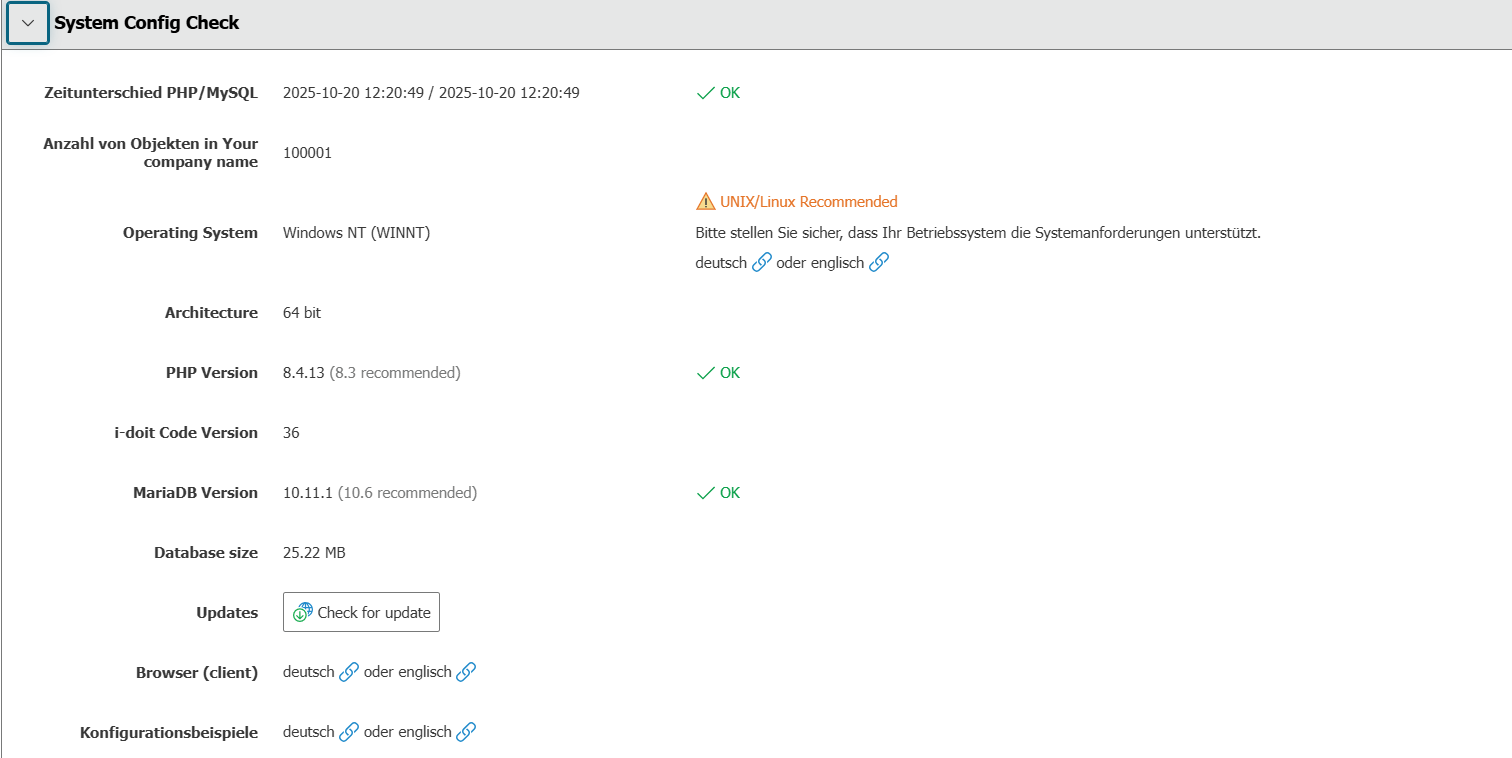 System Config Check
Zeitunterschied PHP/MySQL 2025-10-20 12:20:49 / 2025-10-20 12:20:49 OK
Anzahl von Objekten in Your
company name 100001
UNIX/Linux Recommended
Operating System Windows NT (WINNT) Bitte stellen Sie sicher, dass Ihr Betriebssystem die Systemanforderungen unterstützt.
deutsch oder englisch
Architecture 64 bit
PHP Version 8.4.13 (8.3 recommended) OK
i-doit Code Version 36
MariaDB Version 10.11.1 (10.6 recommended) OK
Database size 25.22 MB
Updates Check for update
Browser (client) deutsch oder englisch
Konfigurationsbeispiele deutsch oder englisch